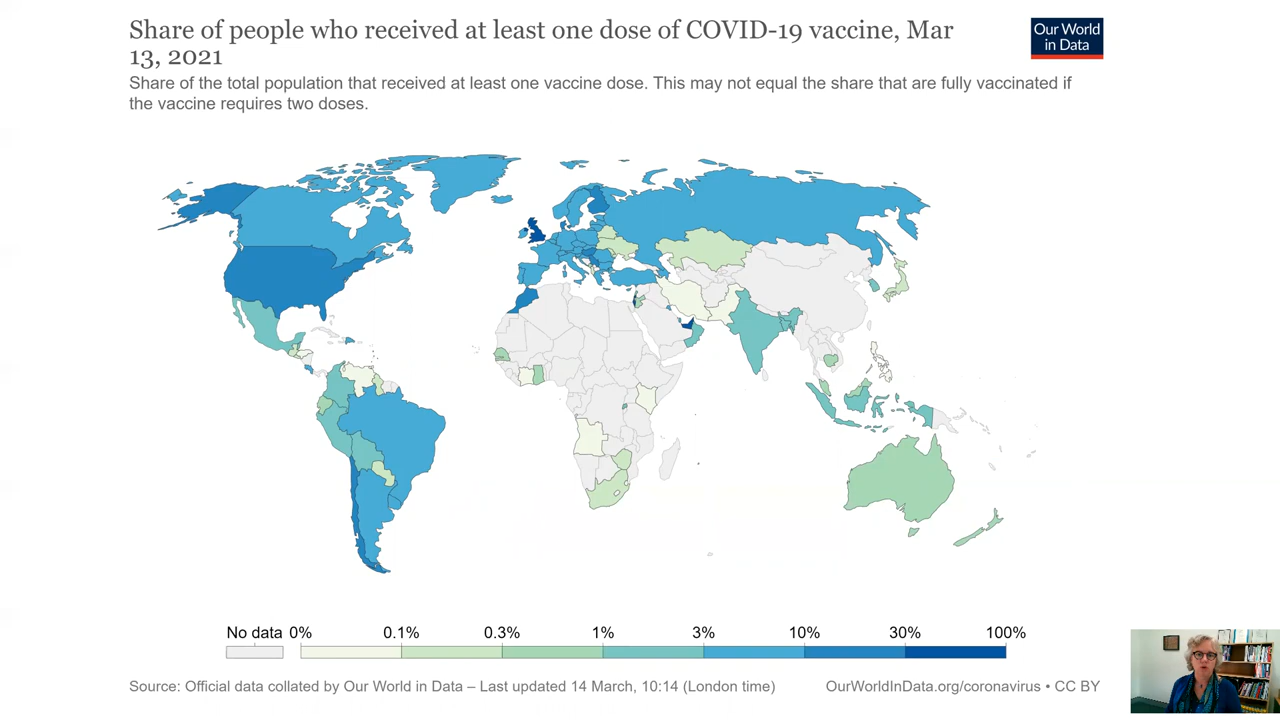 Share of people who received at least one dose of COVID-19 vaccine, Mar
13, 2021
Our World
in Data
Share of the total population that received at least one vaccine dose. This may not equal the share that are fully vaccinated if
the vaccine requires two doses.
No data 0% 0.1% 0.3% 1% 3% 10% 30% 100%
Source: Official data collated by Our World in Data – Last updated 14 March, 10:14 (London time)
OurWorldInData.org/coronavirus • CC BY